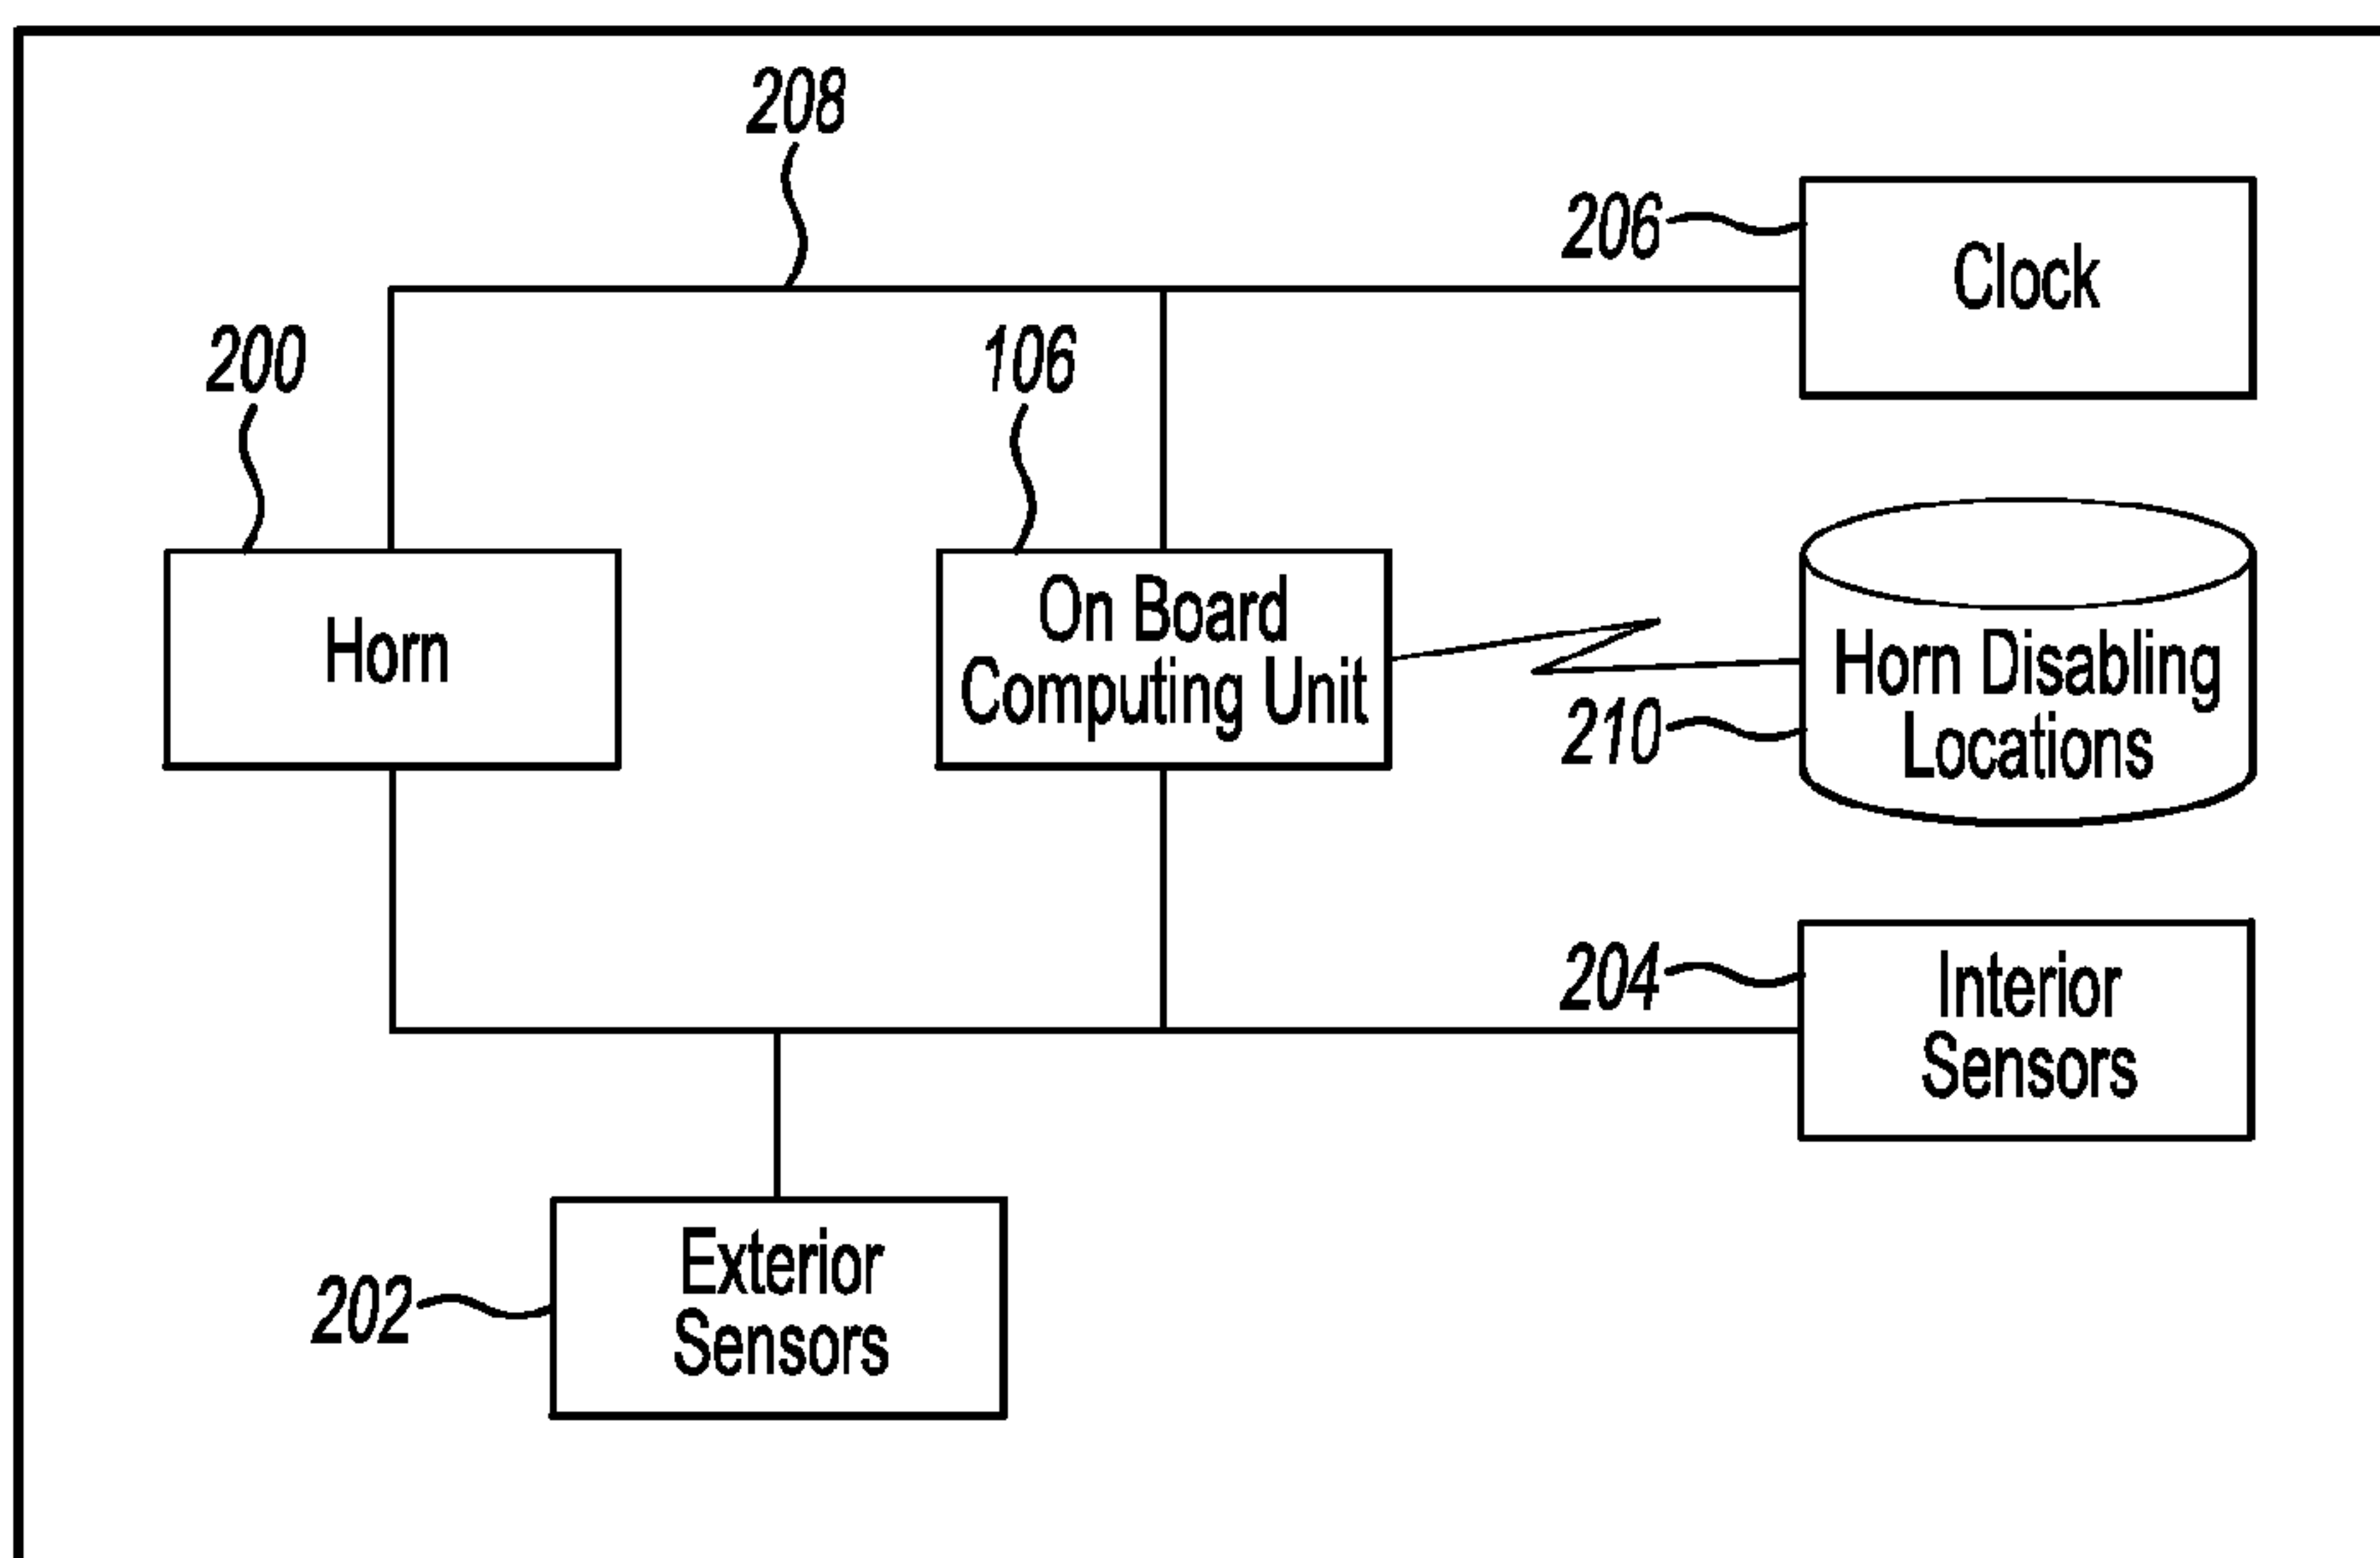 208
206
Clock
200
106
Horn
On Board
Computing Unit
Horn Disabling
Locations
210
204
Interior
Sensors
Exterior
Sensors
202